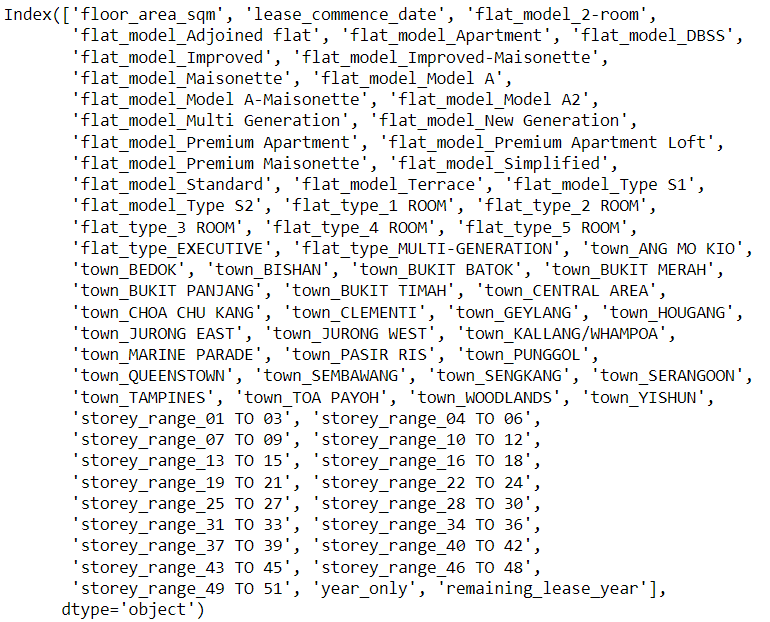 Index(['floor_area_sqm', 'lease_commence_date', 'flat_model_2-room',
'flat_model_Adjoined flat', 'flat_model_Apartment', 'flat_model_DBSS',
'flat_model_Improved', 'flat_model_Improved-Maisonette',
'flat_model_Maisonette', 'flat_model_Model A',
'flat_model_Model A-Maisonette', 'flat_model_Model A2',
'flat_model_Multi Generation', 'flat_model_New Generation',
'flat_model_Premium Apartment', 'flat_model_Premium Apartment Loft',
'flat_model_Premium Maisonette', 'flat_model_Simplified',
'flat_model_Standard', 'flat_model_Terrace', 'flat_model_Type S1',
'flat_model_Type S2', 'flat_type_1 ROOM', 'flat_type_2 ROOM',
'flat_type_3 ROOM', 'flat_type_4 ROOM', 'flat_type_5 ROOM',
'flat_type_EXECUTIVE', 'flat_type_MULTI-GENERATION', 'town_ANG MO KIO',
'town_BEDOK', 'town_BISHAN', 'town_BUKIT BATOK', 'town_BUKIT MERAH',
'town_BUKIT PANJANG', 'town_BUKIT TIMAH', 'town_CENTRAL AREA',
'town_CHOA CHU KANG', 'town_CLEMENTI', 'town_GEYLANG', 'town_HOUGANG',
'town_JURONG EAST', 'town_JURONG WEST', 'town_KALLANG/WHAMPOA',
'town_MARINE PARADE', 'town_PASIR RIS', 'town_PUNGGOL',
'town_QUEENSTOWN', 'town_SEMBAWANG', 'town_SENGKANG', 'town_SERANGOON',
'town_TAMPINES', 'town_TOA PAYOH', 'town_WOODLANDS', 'town_YISHUN',
'storey_range_01 TO 03', 'storey_range_04 TO 06',
'storey_range_07 TO 09', 'storey_range_10 TO 12',
'storey_range_13 TO 15', 'storey_range_16 TO 18',
'storey_range_19 TO 21', 'storey_range_22 TO 24',
'storey_range_25 TO 27', 'storey_range_28 TO 30',
'storey_range_31 TO 33', 'storey_range_34 TO 36',
'storey_range_37 TO 39', 'storey_range_40 TO 42',
'storey_range_43 TO 45', 'storey_range_46 TO 48',
'storey_range_49 TO 51', 'year_only', 'remaining_lease_year'],
dtype='object')